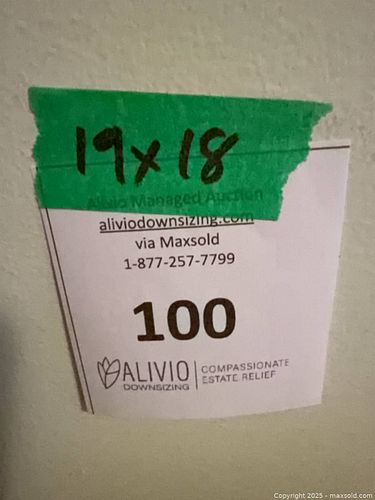 19x18
Alivio Managed Auction
aliviodownsizing.com
via Maxsold
1-877-257-7799
100
ALIVIO
DOWNSIZING
COMPASSIONATE
ESTATE RELIEF
Copyright 2025 - maxsold.com